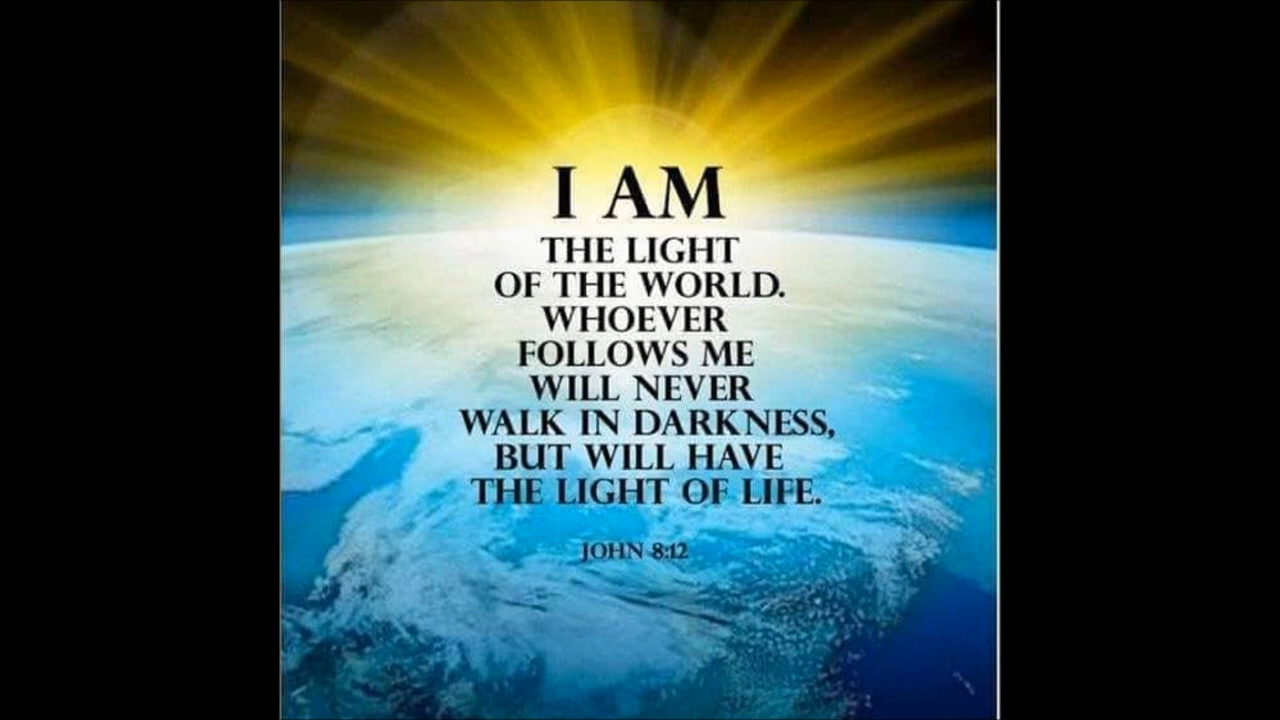 I AM
THE LIGHT
OF THE WORLD.
WHOEVER
FOLLOWS ME
WILL NEVER
WALK IN DARKNESS,
BUT WILL HAVE
THE LIGHT OF LIFE.
JOHN 8:12